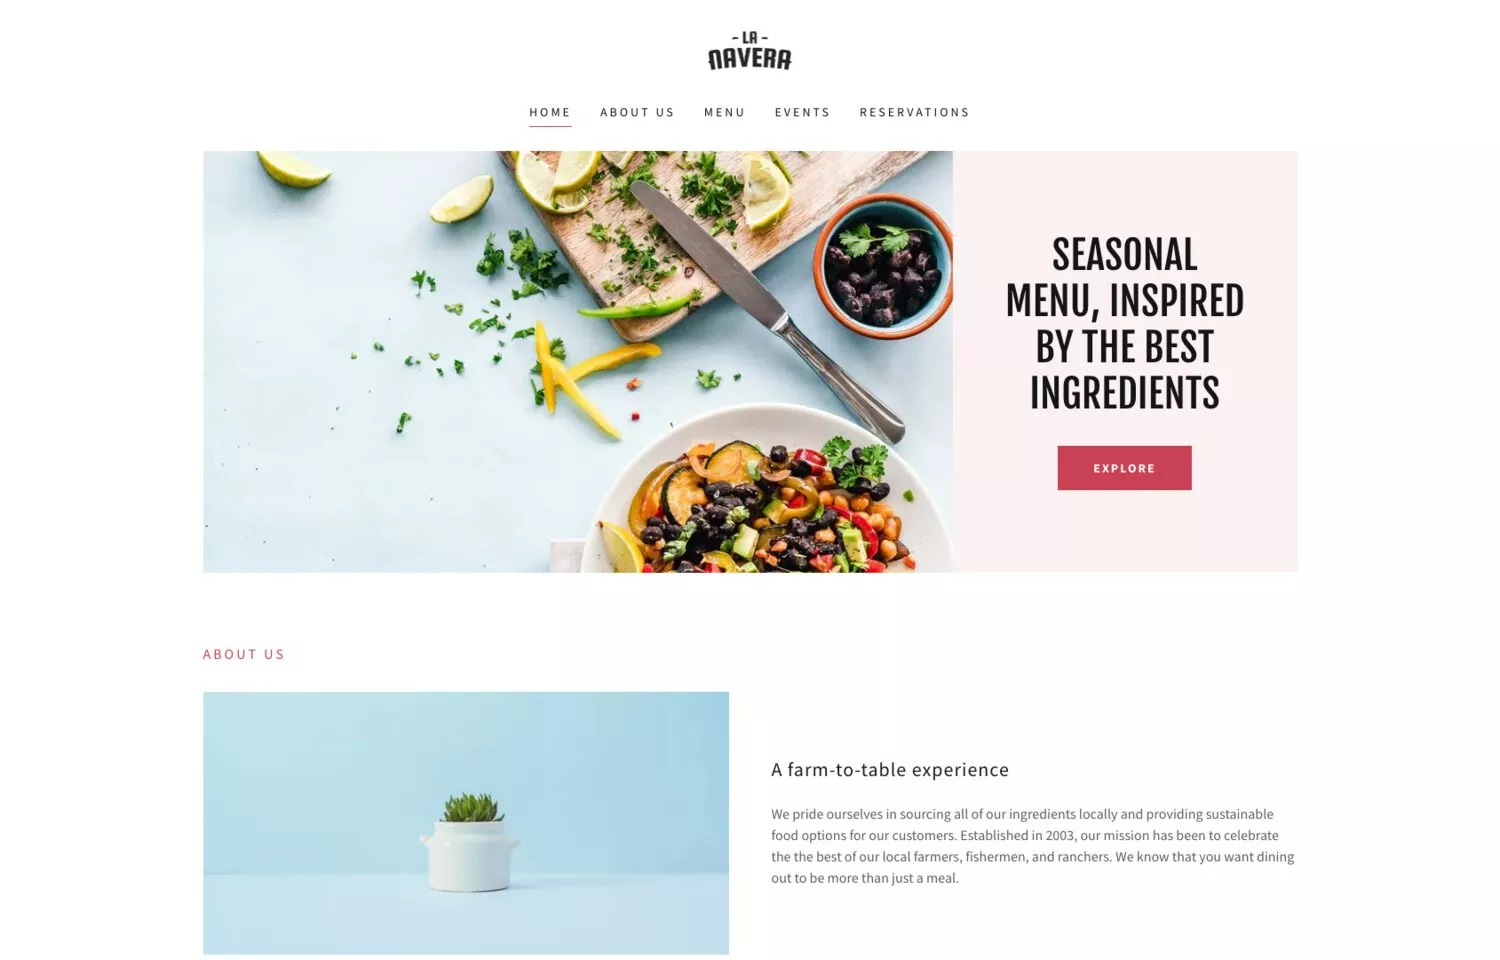 - LA -
NAVERA
HOME ABOUT US MENU EVENTS RESERVATIONS
SEASONAL
MENU, INSPIRED
BY THE BEST
INGREDIENTS
EXPLORE
ABOUT US
A farm-to-table experience
We pride ourselves in sourcing all of our ingredients locally and providing sustainable
food options for our customers. Established in 2003, our mission has been to celebrate
the the best of our local farmers, fishermen, and ranchers. We know that you want dining
out to be more than just a meal.